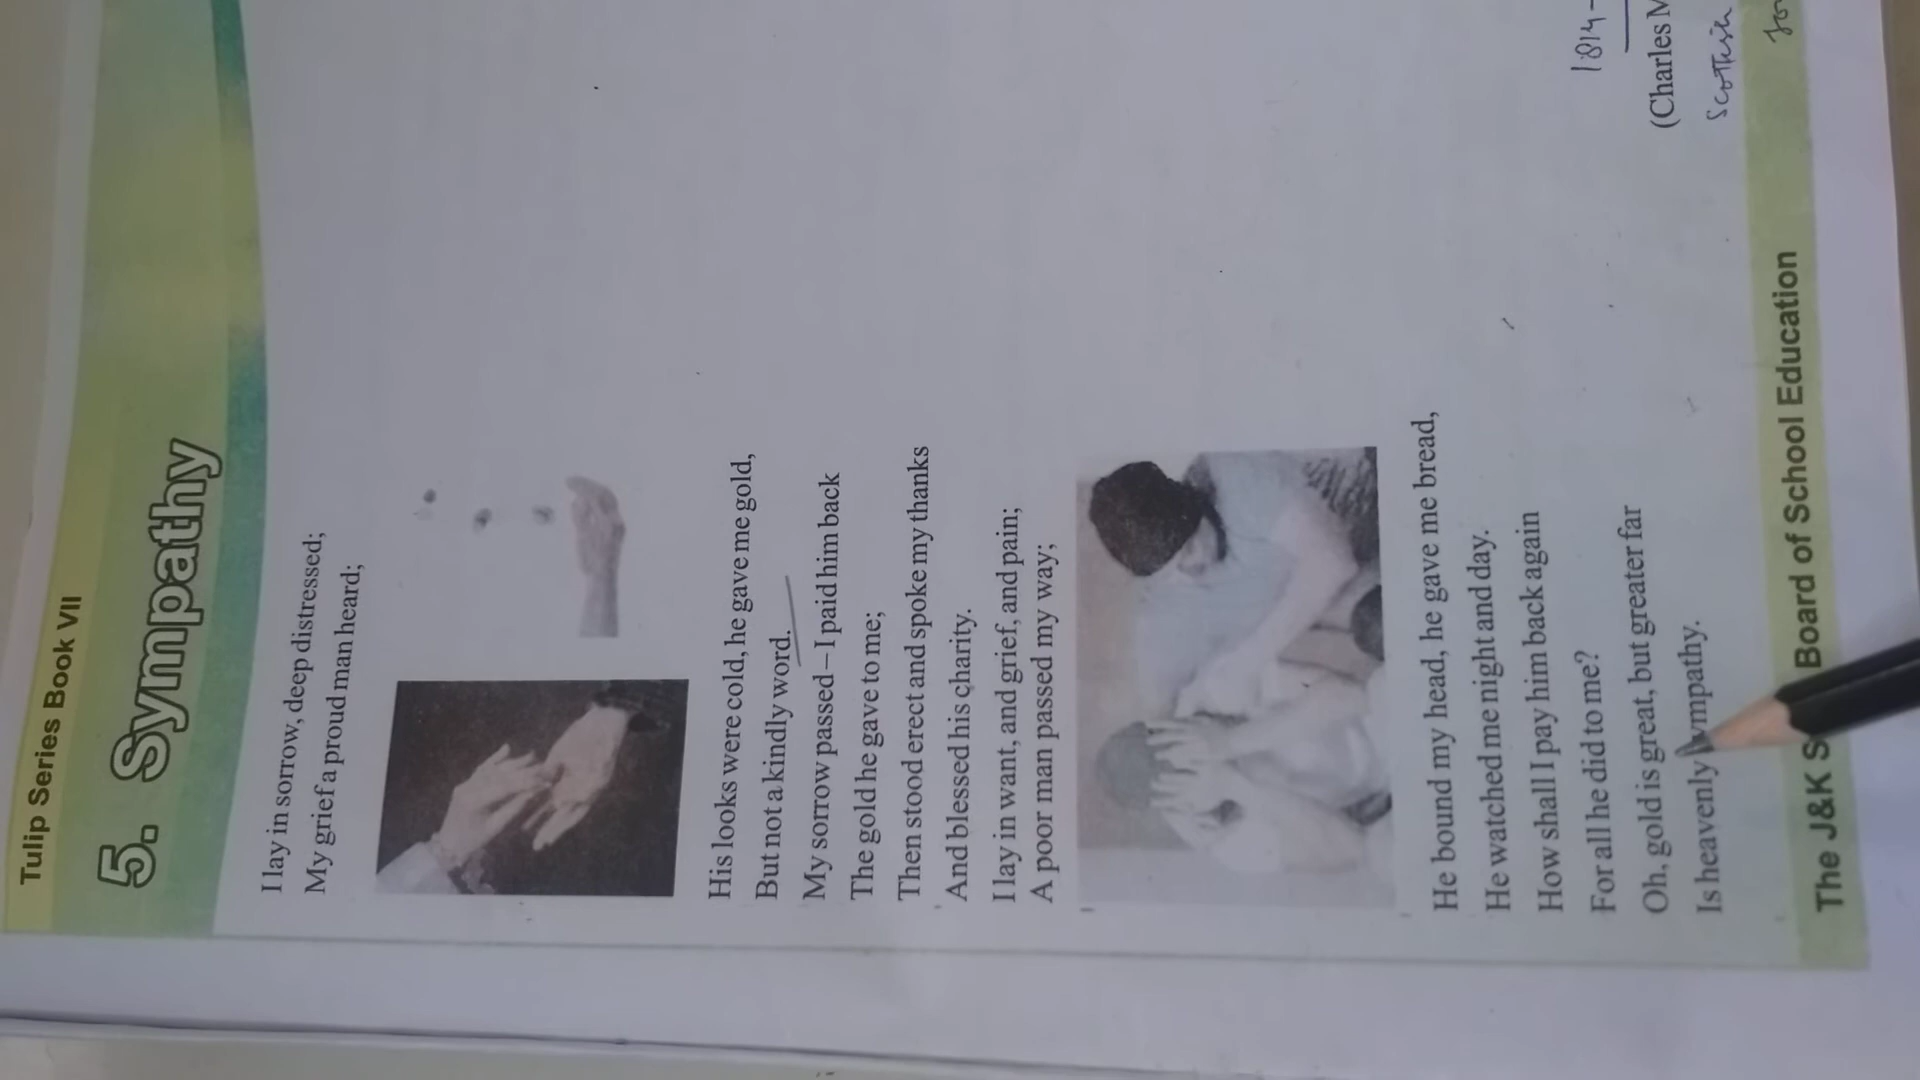 Tulip Series Book VII
5. Sympathy
I lay in sorrow, deep distressed;
My grief a proud man heard;
His looks were cold, he gave me gold,
But not a kindly word.
My sorrow passed – I paid him back
The gold he gave to me;
Then stood erect and spoke my thanks
And blessed his charity.
I lay in want, and grief, and pain;
A poor man passed my way;
He bound my head, he gave me bread,
He watched me night and day.
How shall I pay him back again
For all he did to me?
Oh, gold is great, but greater far
Is heavenly ympathy.
1814-
(Charles M
Scottish
The J&K S Board of School Education